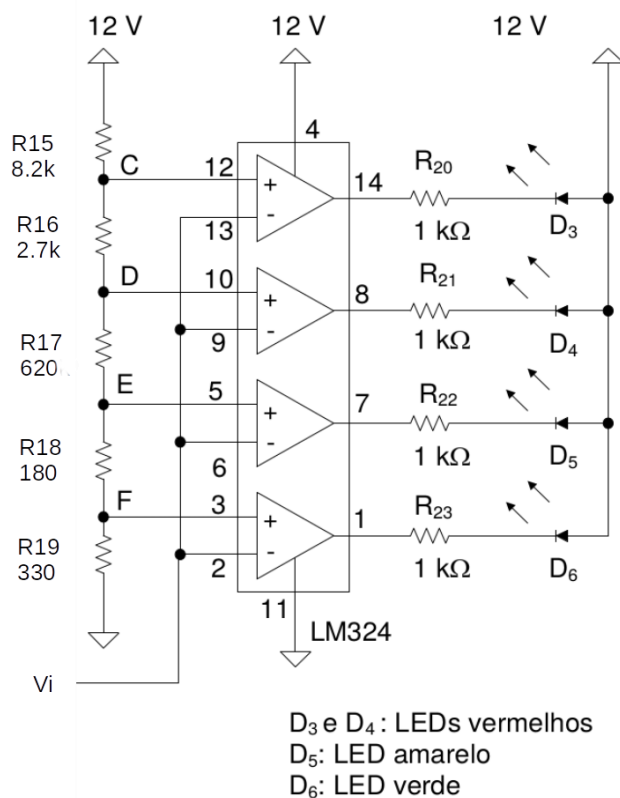 12 V 12 V 12 V
4
R15
8.2k
C
12
14
R20
13
1 kΩ
D3
R16
2.7k
D
10
8
R21
9
1 kΩ
D4
R17
620
E
5
7
R22
6
1 kΩ
D5
R18
180
F
3
1
R23
2
1 kΩ
D6
R19
330
11
LM324
Vi
+
-
+
-
+
-
+
-
D3 e D4 : LEDs vermelhos
D5: LED amarelo
D6: LED verde